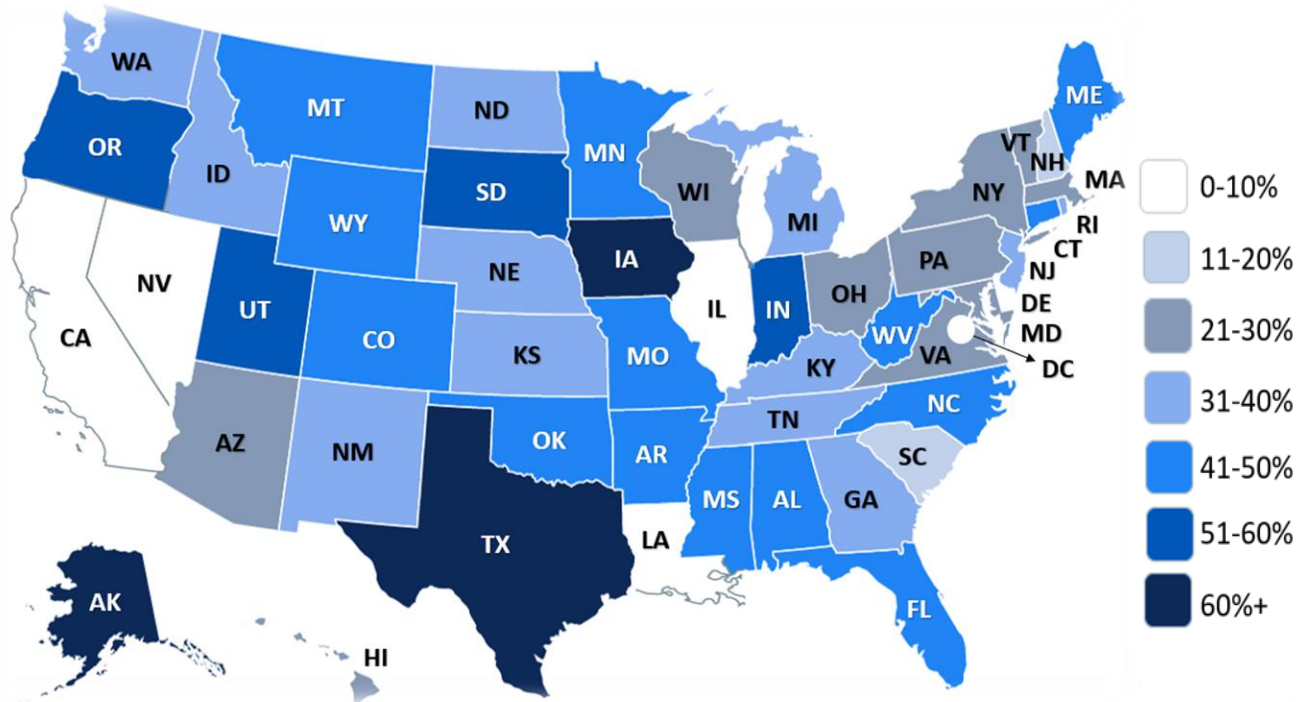 WA
MT
ND
MN
ME
OR
ID
SD
WI
VT
NH
WY
MI
NY
MA
RI
CT
NV
NE
IA
PA
NJ
UT
CO
IL
IN
OH
DE
CA
KS
MO
WV
MD
KY
VA
DC
AZ
NM
OK
AR
TN
NC
SC
MS
AL
GA
TX
LA
AK
FL
HI
0-10%
11-20%
21-30%
31-40%
41-50%
51-60%
60%+